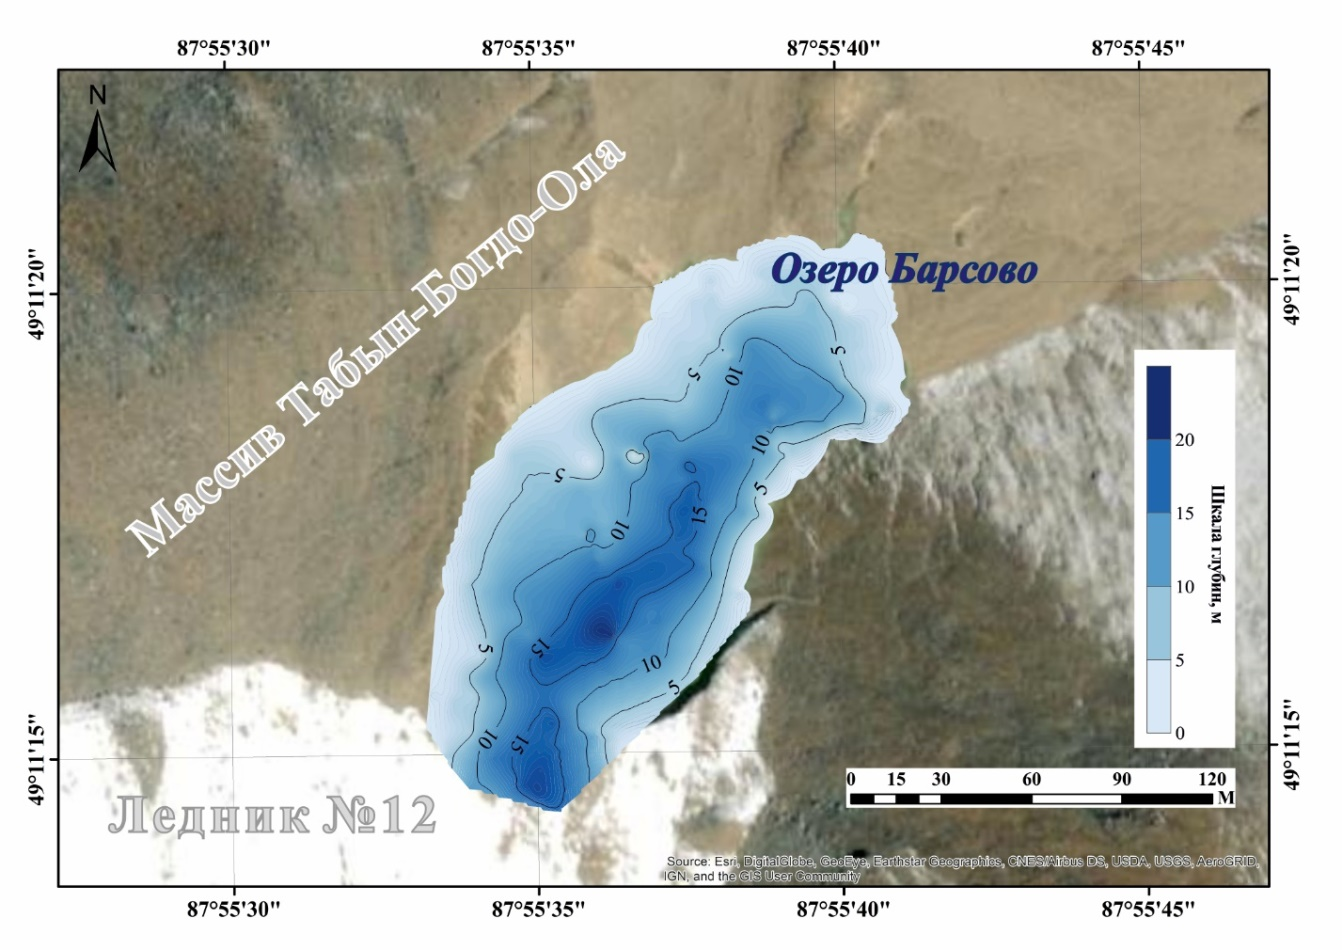 87°55'30" 87°55'35" 87°55'40" 87°55'45"
N
Массив Табын-Богдо-Ола
Озеро Барсово
49°11'20"
49°11'20"
5
10
5
10
5
5
15
10
5
15
10
5
10
15
20
15
10
5
0
Шкала глубин, м
49°11'15"
49°11'15"
Ледник №12
0 15 30 60 90 120
М
Source: Esri, DigitalGlobe, GeoEye, Earthstar Geographics, CNES/Airbus DS, USDA, USGS, AeroGRID,
IGN, and the GIS User Community
87°55'30" 87°55'35" 87°55'40" 87°55'45"